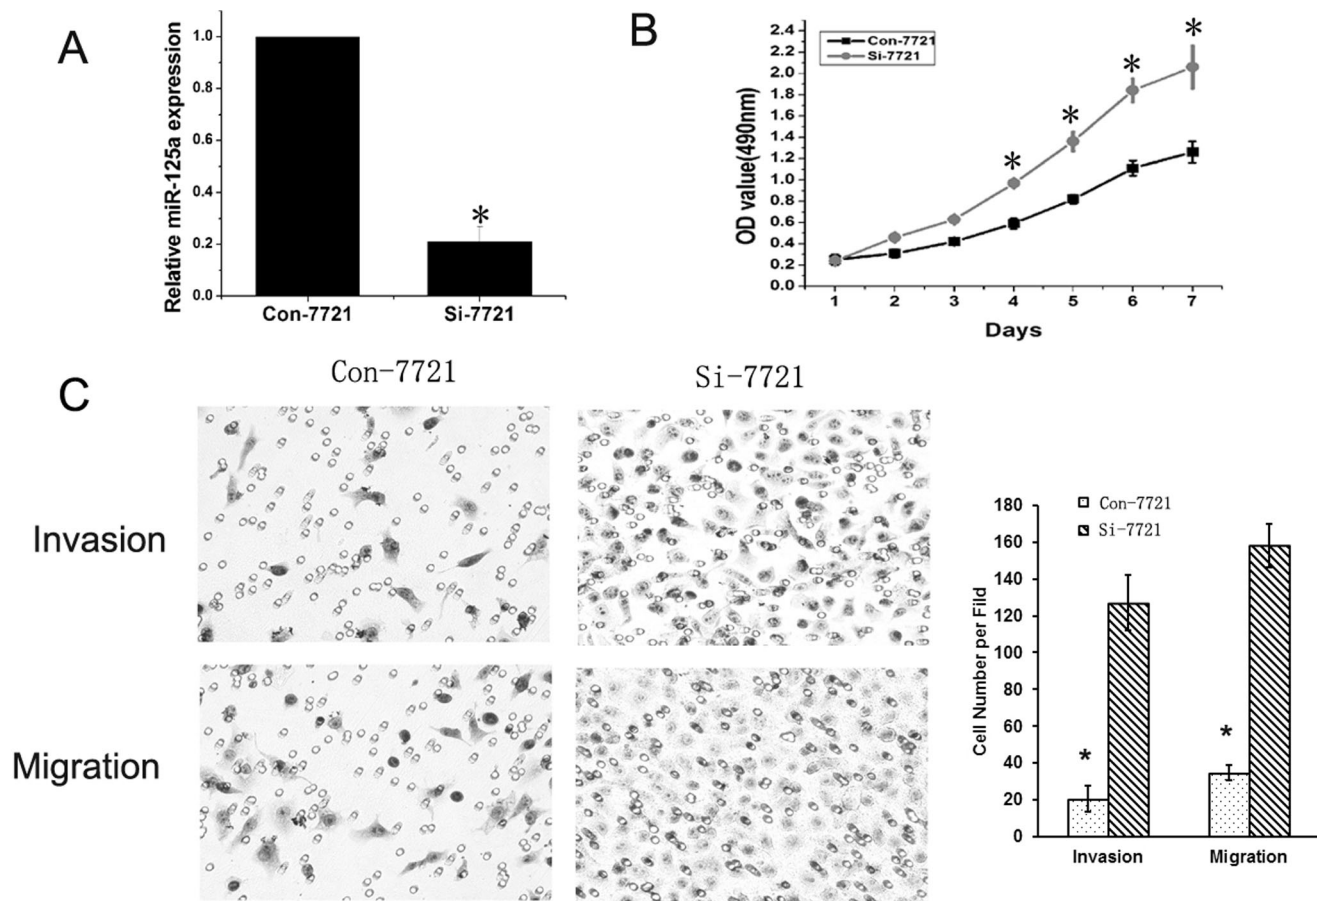 A
Relative miR-125a expression
1.0
0.8
0.6
0.4
0.2
0.0
*
Con-7721
Si-7721
B
OD value(490nm)
Con-7721
Si-7721
2.4
2.2
2.0
1.8
1.6
1.4
1.2
1.0
0.8
0.6
0.4
0.2
0.0
* * * *
1 2 3 4 5 6 7
Days
C
Con-7721
Si-7721
Invasion
Migration
Cell Number per Fild
Con-7721
Si-7721
180
160
140
120
100
80
60
40
20
0
* *
Invasion Migration